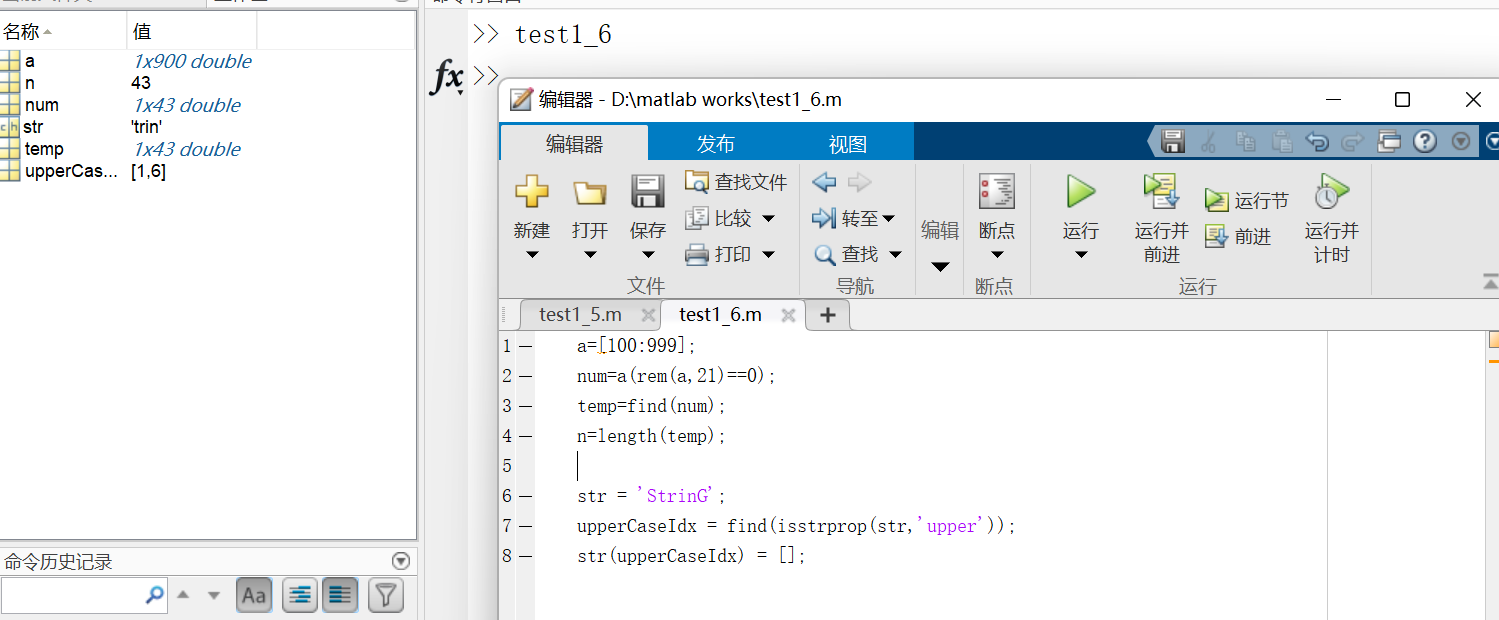 名称 值
a 1x900 double
n 43
num 1x43 double
str 'trin'
temp 1x43 double
upperCas... [1,6]
命令历史记录
Aa
>> test1_6
fx >>
编辑器 - D:\matlab works\test1_6.m
编辑器 发布 视图
新建 打开 保存 查找文件 比较 打印
文件
转至 查找
导航
编辑
断点
断点
运行 运行并前进 运行节 前进 运行并计时
运行
test1_5.m test1_6.m +
1 – a=[100:999];
2 – num=a(rem(a,21)==0);
3 – temp=find(num);
4 – n=length(temp);
5
6 – str = 'StrinG';
7 – upperCaseIdx = find(isstrprop(str,'upper'));
8 – str(upperCaseIdx) = [];